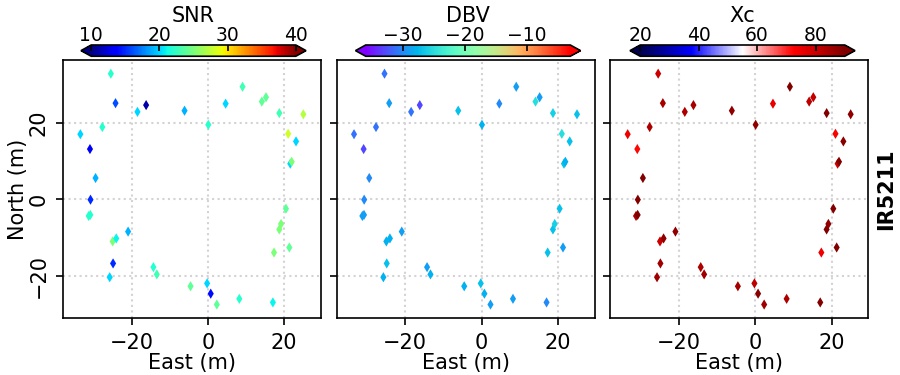 SNR DBV Xc
10 20 30 40 −30 −20 −10 20 40 60 80
20
0
−20
North (m)
−20 0 20 −20 0 20 −20 0 20
East (m) East (m) East (m)
IR5211